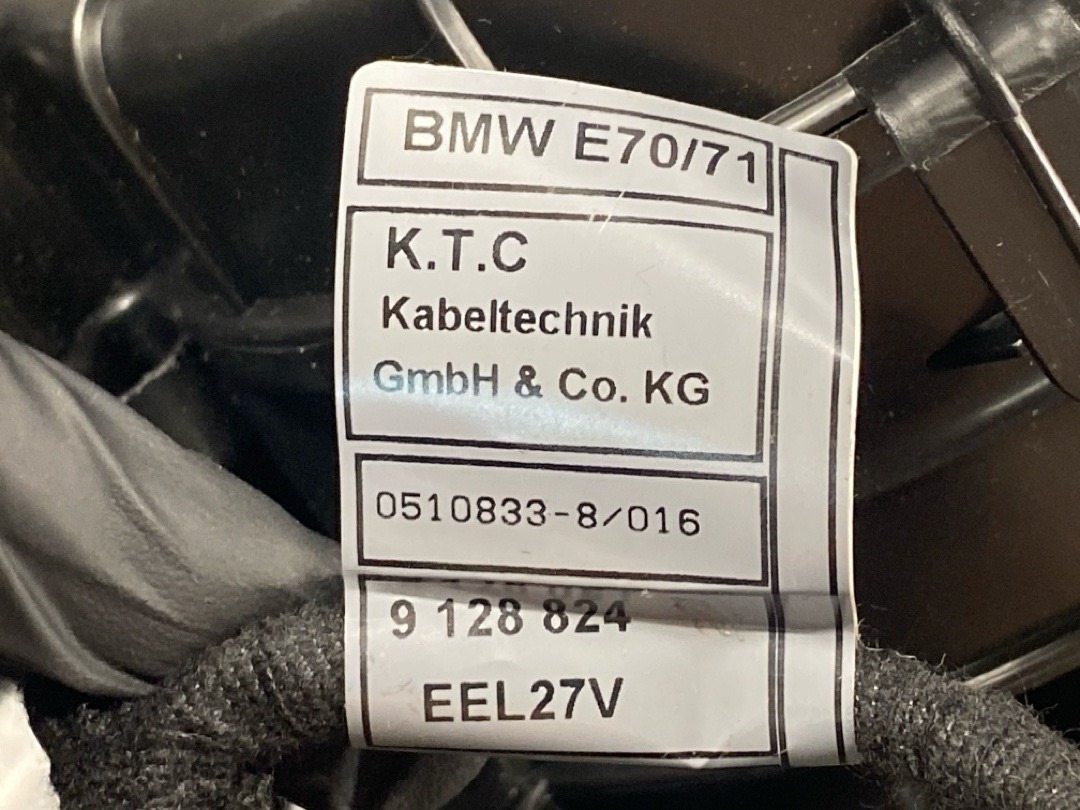 BMW E70/71
K.T.C
Kabeltechnik
GmbH & Co. KG
0510833-8/016
9 128 824
EEL27V